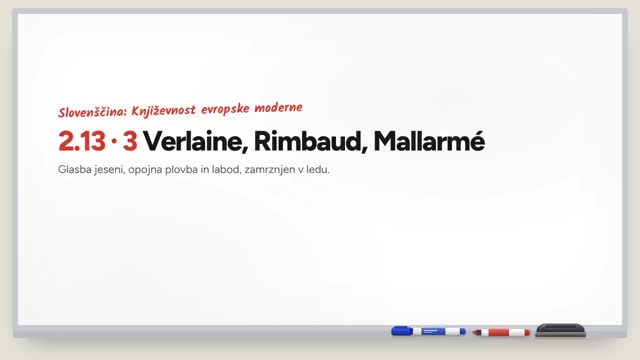 Slovenščina: Književnost evropske moderne
2.13 · 3 Verlaine, Rimbaud, Mallarmé
Glasba jeseni, opojna plovba in labod, zamrznjen v ledu.